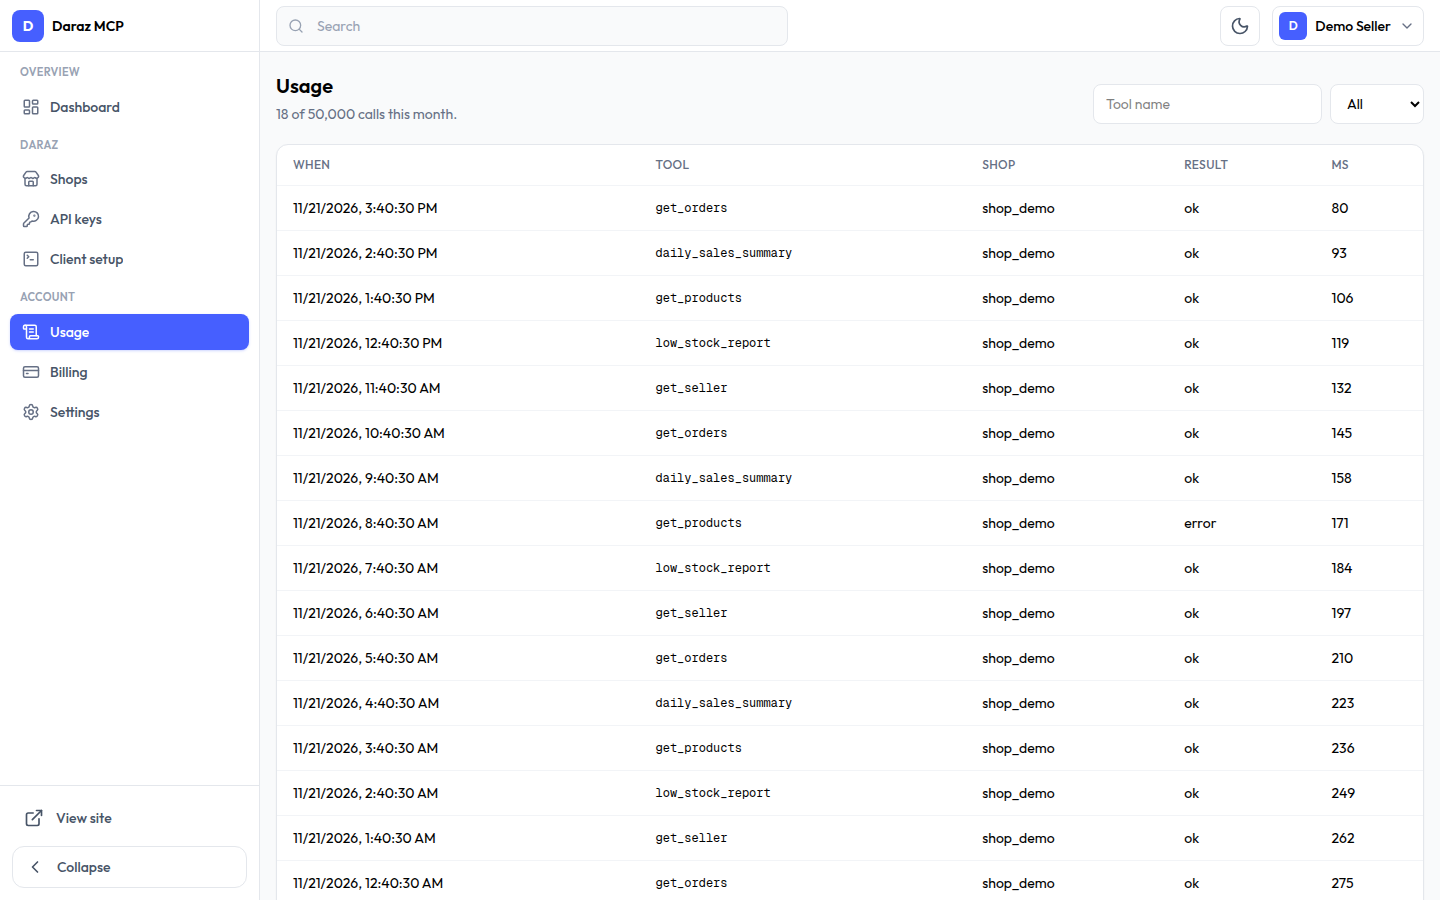 D Daraz MCP
Search
D Demo Seller
OVERVIEW
Dashboard
DARAZ
Shops
API keys
Client setup
ACCOUNT
Usage
Billing
Settings
View site
Collapse
Usage
18 of 50,000 calls this month.
Tool name
All
WHEN TOOL SHOP RESULT MS
11/21/2026, 3:40:30 PM get_orders shop_demo ok 80
11/21/2026, 2:40:30 PM daily_sales_summary shop_demo ok 93
11/21/2026, 1:40:30 PM get_products shop_demo ok 106
11/21/2026, 12:40:30 PM low_stock_report shop_demo ok 119
11/21/2026, 11:40:30 AM get_seller shop_demo ok 132
11/21/2026, 10:40:30 AM get_orders shop_demo ok 145
11/21/2026, 9:40:30 AM daily_sales_summary shop_demo ok 158
11/21/2026, 8:40:30 AM get_products shop_demo error 171
11/21/2026, 7:40:30 AM low_stock_report shop_demo ok 184
11/21/2026, 6:40:30 AM get_seller shop_demo ok 197
11/21/2026, 5:40:30 AM get_orders shop_demo ok 210
11/21/2026, 4:40:30 AM daily_sales_summary shop_demo ok 223
11/21/2026, 3:40:30 AM get_products shop_demo ok 236
11/21/2026, 2:40:30 AM low_stock_report shop_demo ok 249
11/21/2026, 1:40:30 AM get_seller shop_demo ok 262
11/21/2026, 12:40:30 AM get_orders shop_demo ok 275